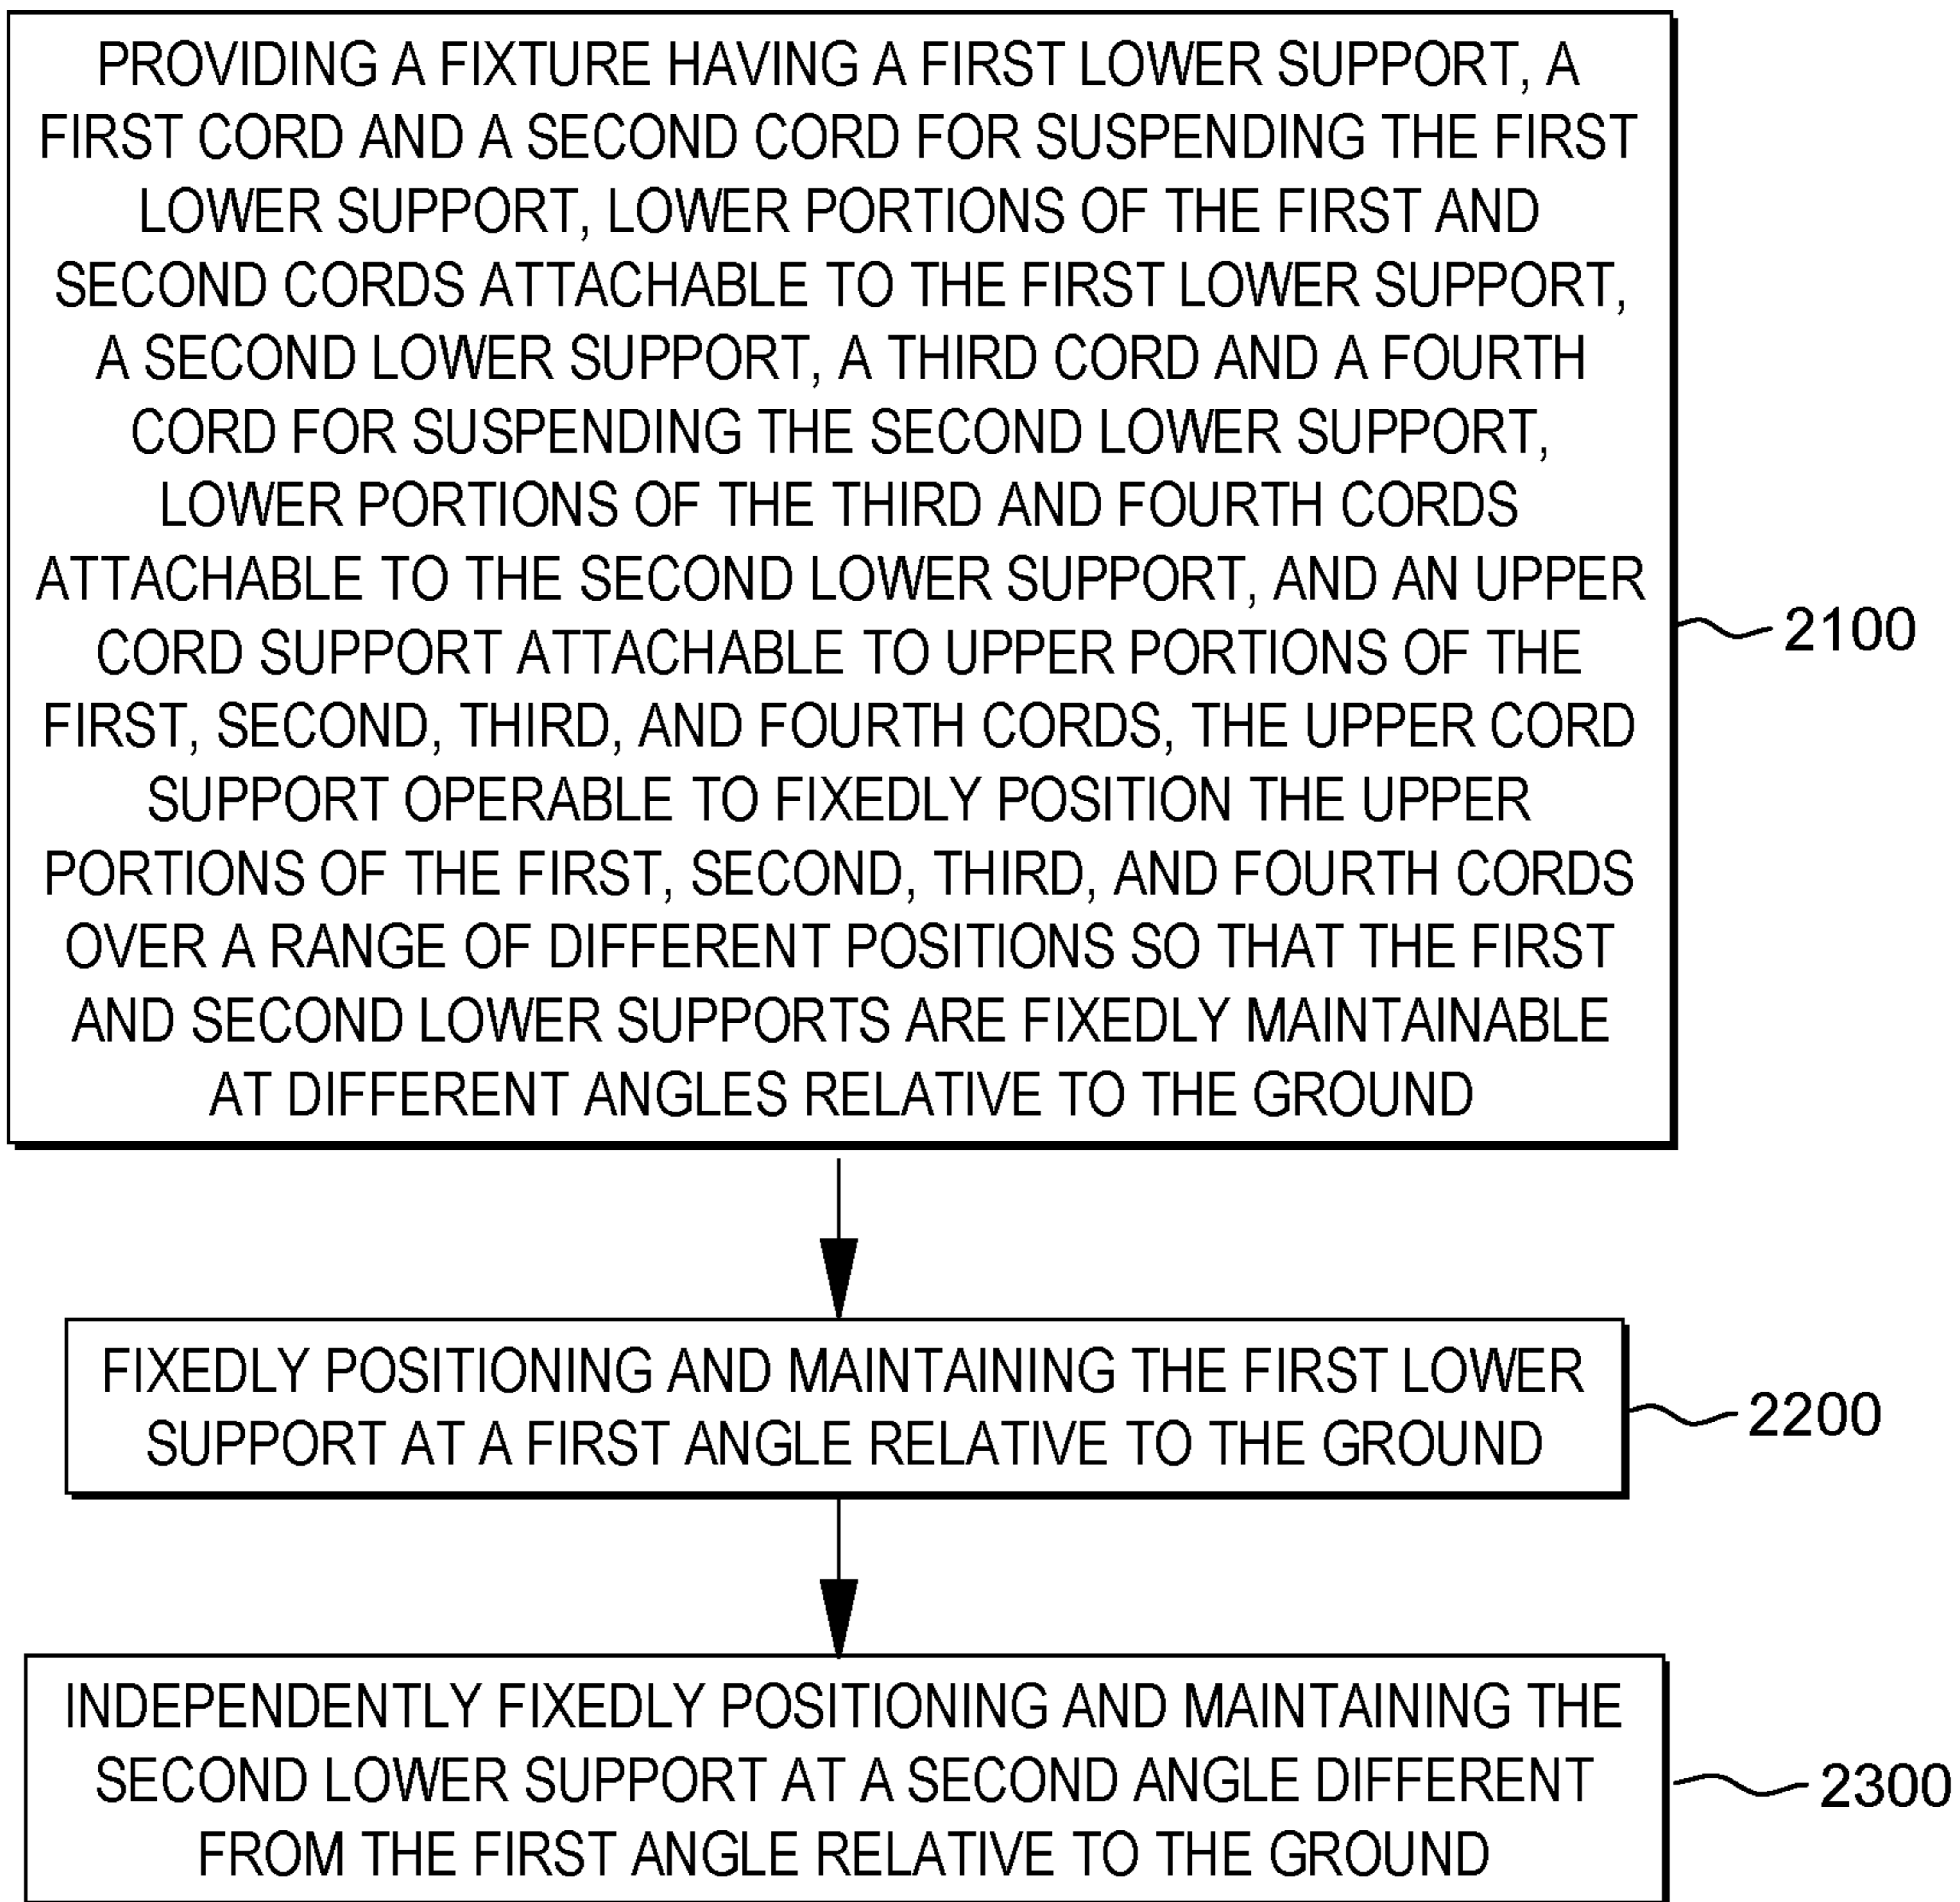 PROVIDING A FIXTURE HAVING A FIRST LOWER SUPPORT, A
FIRST CORD AND A SECOND CORD FOR SUSPENDING THE FIRST
LOWER SUPPORT, LOWER PORTIONS OF THE FIRST AND
SECOND CORDS ATTACHABLE TO THE FIRST LOWER SUPPORT,
A SECOND LOWER SUPPORT, A THIRD CORD AND A FOURTH
CORD FOR SUSPENDING THE SECOND LOWER SUPPORT,
LOWER PORTIONS OF THE THIRD AND FOURTH CORDS
ATTACHABLE TO THE SECOND LOWER SUPPORT, AND AN UPPER
CORD SUPPORT ATTACHABLE TO UPPER PORTIONS OF THE
FIRST, SECOND, THIRD, AND FOURTH CORDS, THE UPPER CORD
SUPPORT OPERABLE TO FIXEDLY POSITION THE UPPER
PORTIONS OF THE FIRST, SECOND, THIRD, AND FOURTH CORDS
OVER A RANGE OF DIFFERENT POSITIONS SO THAT THE FIRST
AND SECOND LOWER SUPPORTS ARE FIXEDLY MAINTAINABLE
AT DIFFERENT ANGLES RELATIVE TO THE GROUND
2100
FIXEDLY POSITIONING AND MAINTAINING THE FIRST LOWER
SUPPORT AT A FIRST ANGLE RELATIVE TO THE GROUND
2200
INDEPENDENTLY FIXEDLY POSITIONING AND MAINTAINING THE
SECOND LOWER SUPPORT AT A SECOND ANGLE DIFFERENT
FROM THE FIRST ANGLE RELATIVE TO THE GROUND
2300